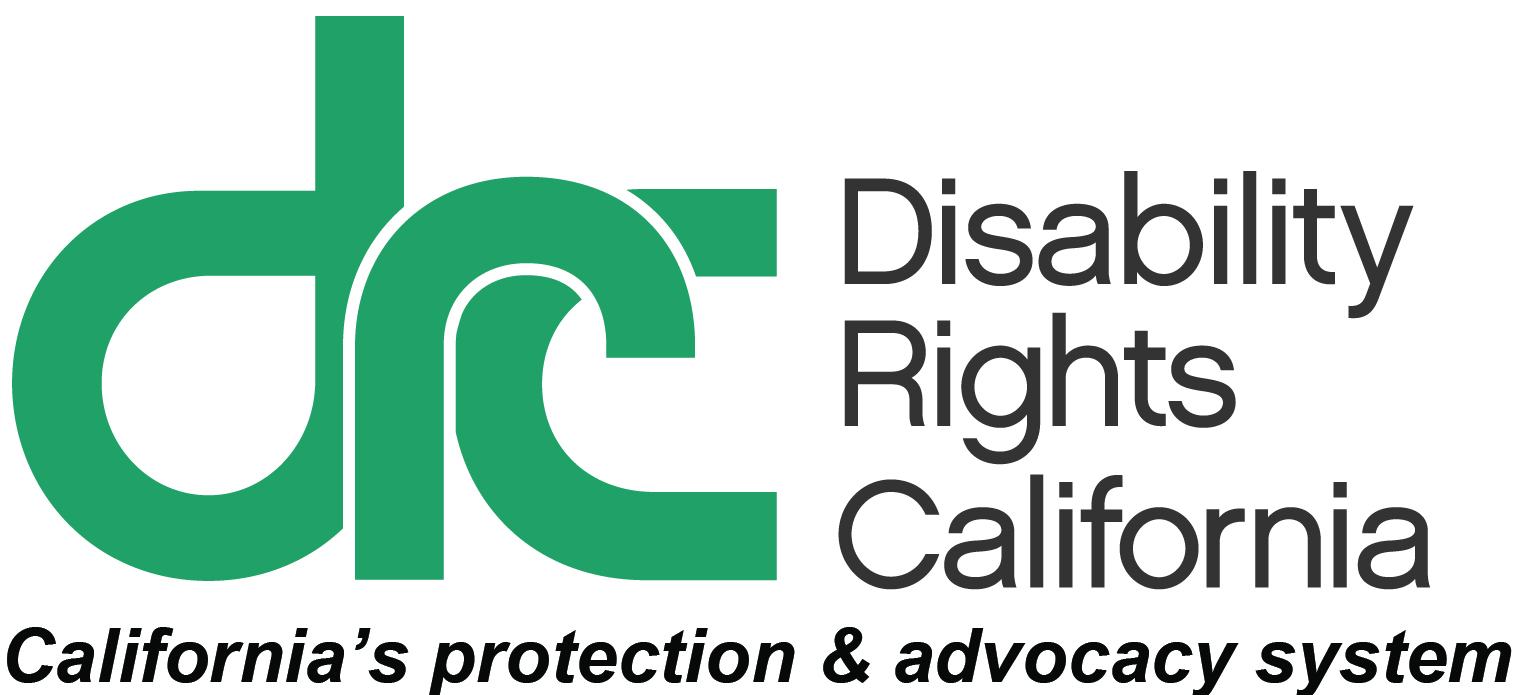 drc
Disability
Rights
California
California’s protection & advocacy system